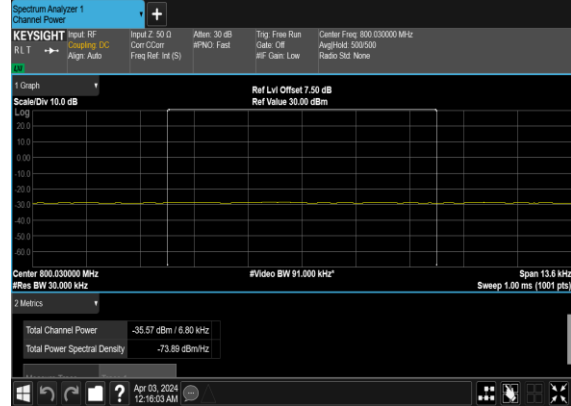 Spectrum Analyzer 1
Channel Power
+
KEYSIGHT Input: RF Input Z: 50 Ω Atten: 30 dB Trig: Free Run Center Freq: 800.030000 MHz
RLT Coupling: DC Corr CCorr #PNO: Fast Gate: Off Avg|Hold: 500/500
Align: Auto Freq Ref: Int (S) #IF Gain: Low Radio Std: None
LW
1 Graph Ref Lvl Offset 7.50 dB
Scale/Div 10.0 dB Ref Value 30.00 dBm
Log
20.0
10.0
0.00
-10.0
-20.0
-30.0
-40.0
-50.0
-60.0
Center 800.030000 MHz #Video BW 91.000 kHz* Span 13.6 kHz
#Res BW 30.000 kHz Sweep 1.00 ms (1001 pts)
2 Metrics
Total Channel Power -35.57 dBm / 6.80 kHz
Total Power Spectral Density -73.89 dBm/Hz
? Apr 03, 2024
12:16:03 AM